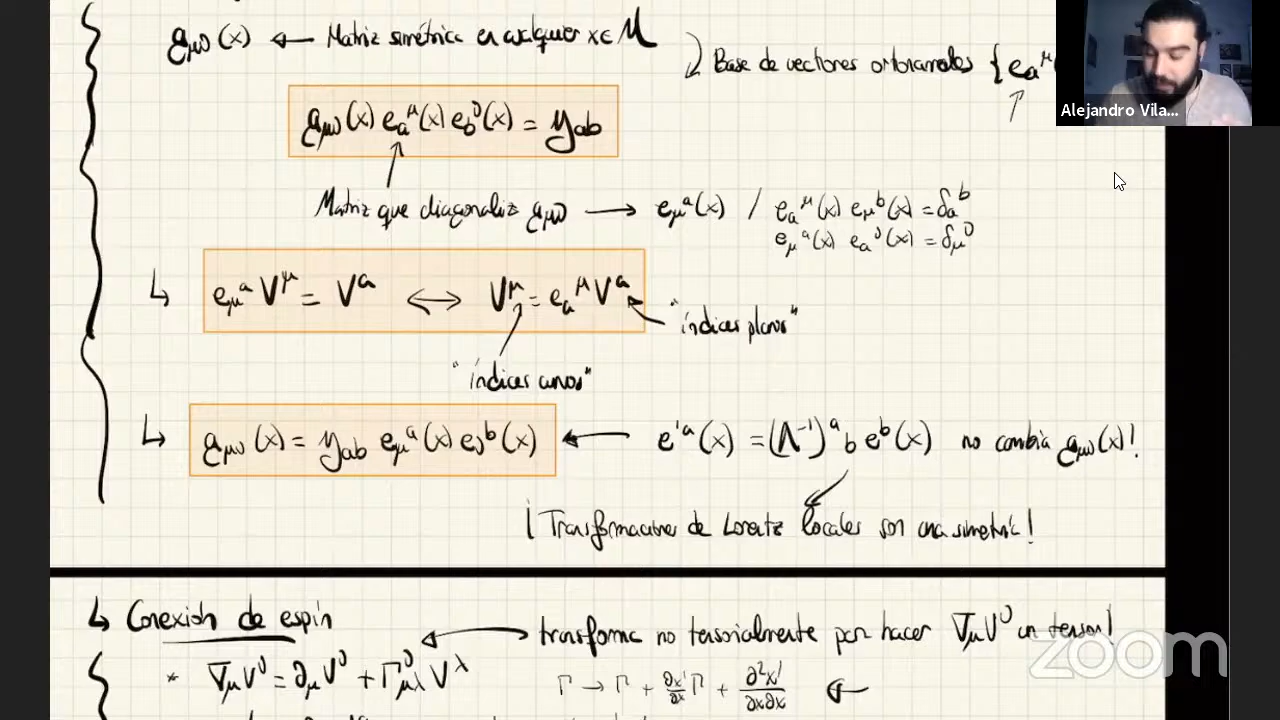 g_μν(x) ← Matriz simétrica en cualquier x ∈ M
Base de vectores ortonormales {e_a^μ(
Alejandro Vila...
g_μν(x) e_a^μ(x) e_b^ν(x) = η_ab
Matriz que diagonaliz g_μν → e_μ^a(x) / e_a^μ(x) e_μ^b(x) = δ_a^b
e_μ^a(x) e_a^ν(x) = δ_μ^ν
↳ e_μ^a V^μ = V^a ↔ V^μ = e_a^μ V^a
"índices planos"
"índices curvos"
↳ g_μν(x) = η_ab e_μ^a(x) e_ν^b(x) ← e'^a(x) = (Λ^-1)^a_b e^b(x) no cambia g_μν(x)!
¡Transformaciones de Lorentz locales son una simetría!
↳ Conexión de espín
transforma no tensorialmente por hacer ∇_μ V^ν un tensor!
* ∇_μ V^ν = ∂_μ V^ν + Γ^ν_μλ V^λ
Γ → Γ + ∂x'/∂x Γ + ∂²x'/∂x∂x ←
zoom